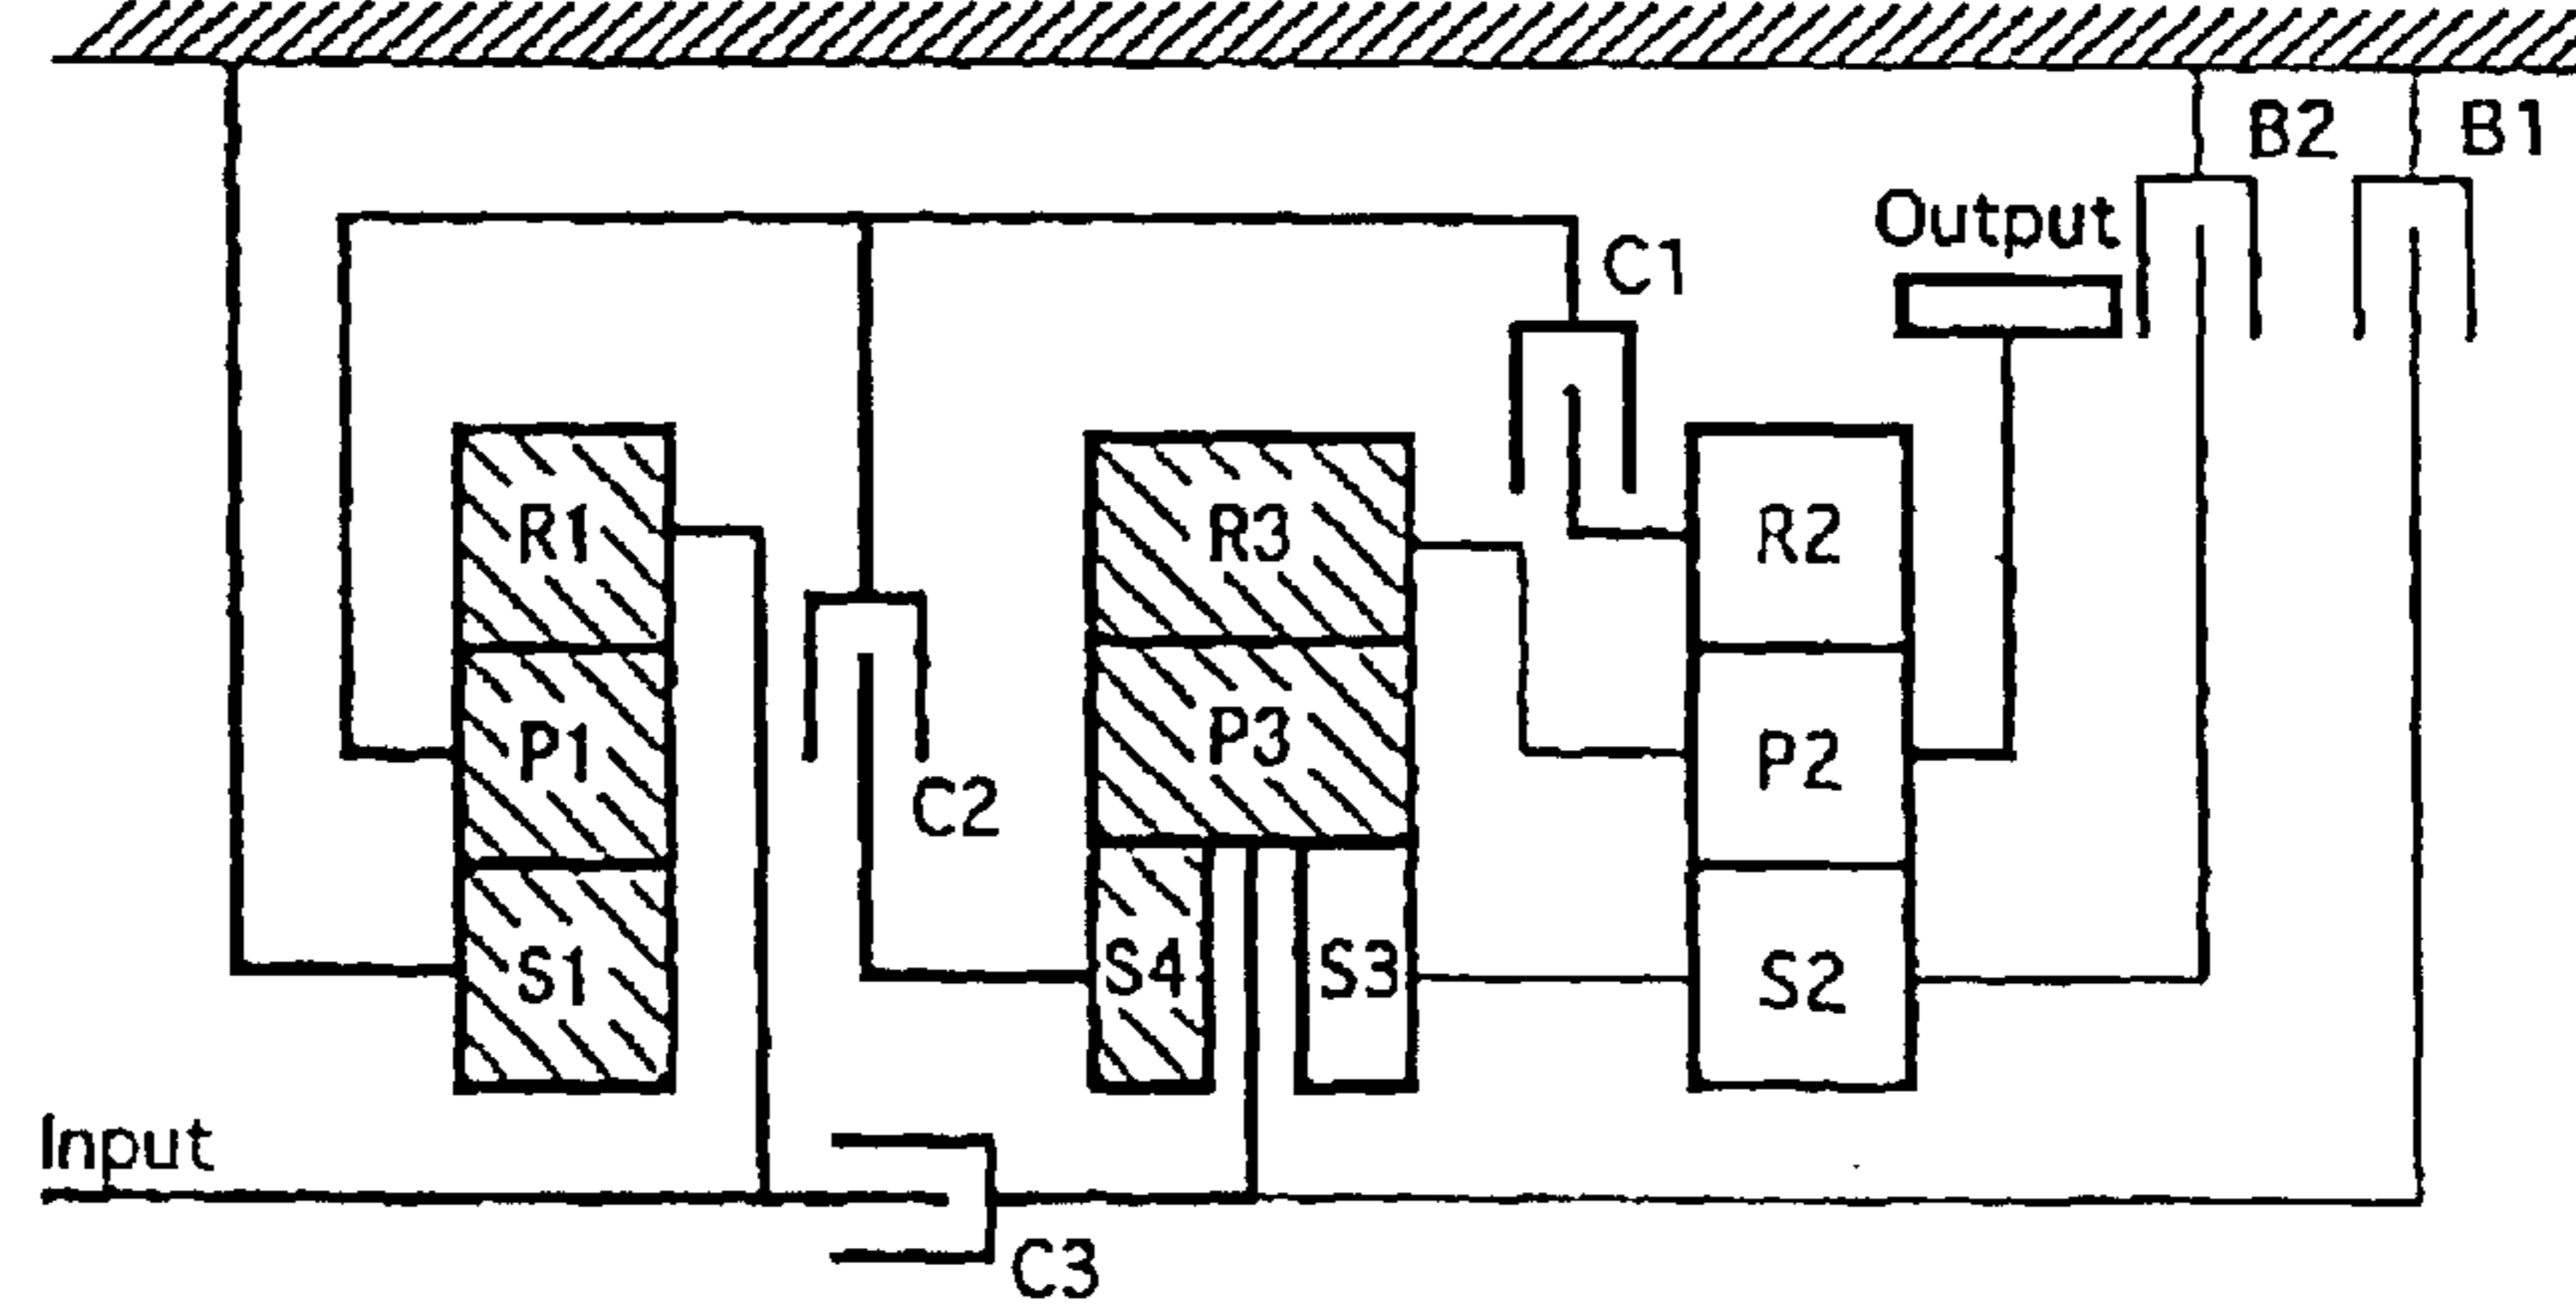 B2
B1
Output
C1
R1
R3
R2
P1
P3
P2
C2
S1
S4
S3
S2
Input
C3